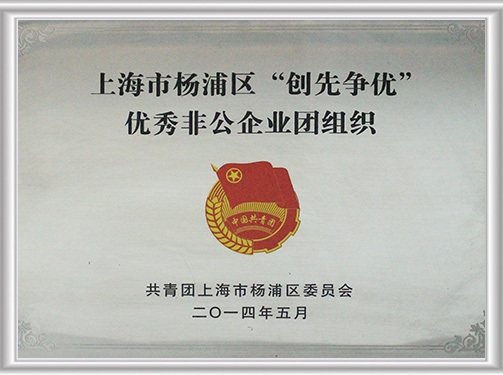 上海市杨浦区“创先争优”
优秀非公企业团组织
中国共青团
共青团上海市杨浦区委员会
二〇一四年五月